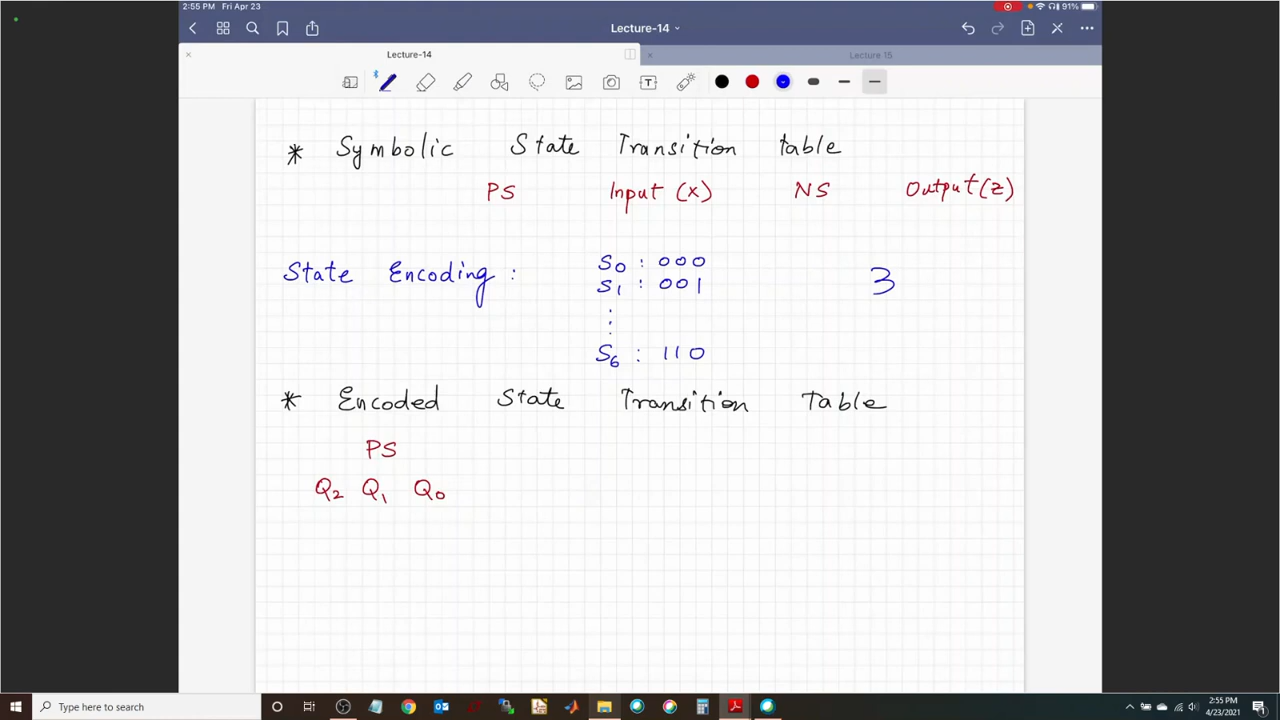 2:55 PM Fri Apr 23
91%
Lecture-14
Lecture-14
Lecture 15
T
* Symbolic State Transition table
PS Input (x) NS Output(z)
State Encoding :
S0 : 000
S1 : 001
⋮
S6 : 110
3
* Encoded State Transition Table
PS
Q2 Q1 Q0
Type here to search
2:55 PM
4/23/2021